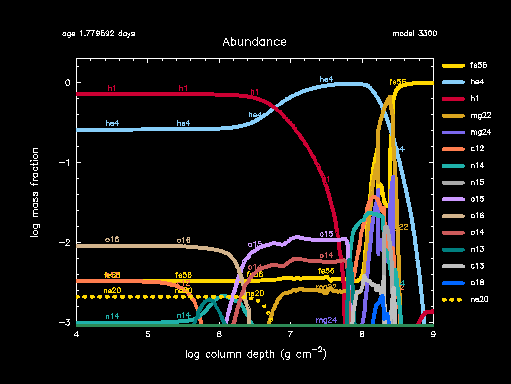 age 1.779592 days
model 3300
Abundance
log mass fraction
0
−1
−2
−3
4 5 6 7 8 9
log column depth (g cm⁻²)
h1 h1 h1 h1
he4 he4 he4 he4
o16 o16
fe56 fe56 fe56 fe56
ne20 ne20
n14 n14
o15 o15
o14
mg24
fe56
he4
h1
mg22
mg24
c12
n14
n15
o15
o16
o14
n13
c13
o18
ne20